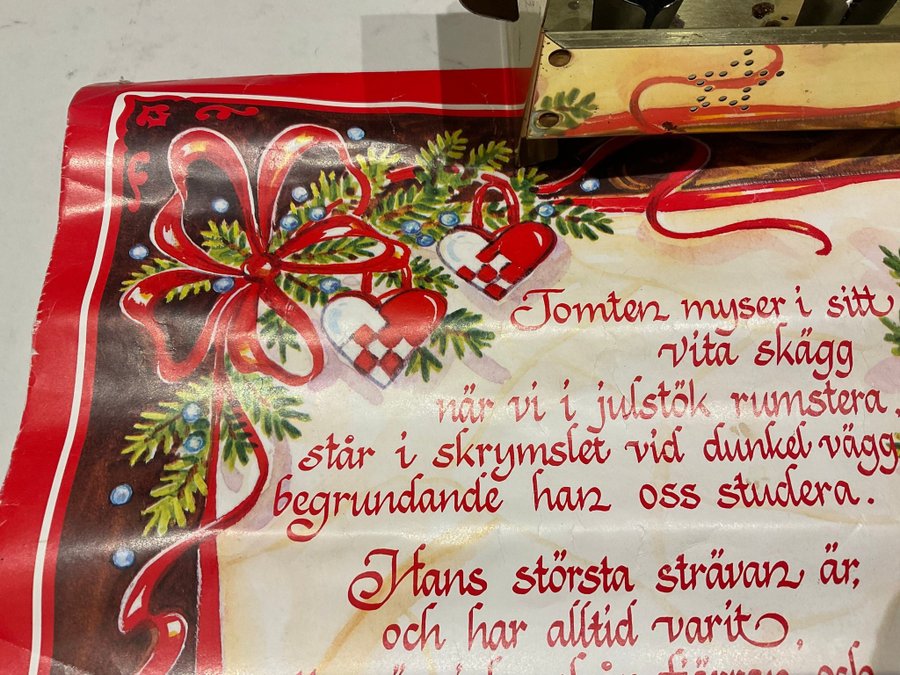 Tomten myser i sitt
vita skägg
när vi i julstök rumstera,
står i skrymslet vid dunkel vägg
begrundande han oss studera.
Hans största strävan är,
och har alltid varit,
och